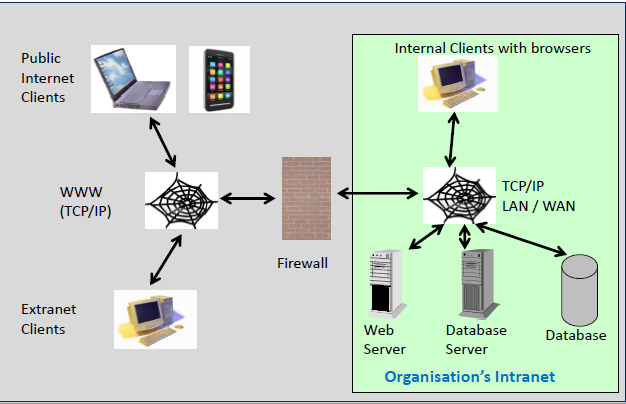 Public
Internet
Clients
Internal Clients with browsers
WWW
(TCP/IP)
TCP/IP
LAN / WAN
Firewall
Extranet
Clients
Web
Server
Database
Server
Database
Organisation's Intranet